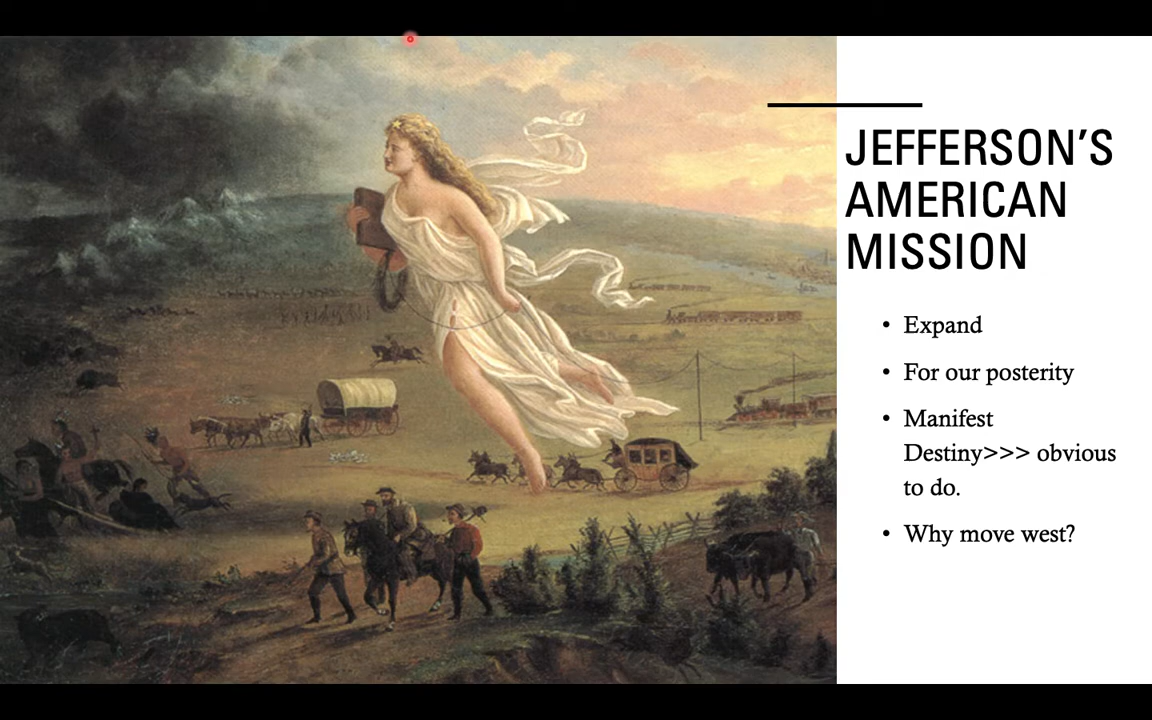 JEFFERSON’S
AMERICAN
MISSION
• Expand
• For our posterity
• Manifest
Destiny>>> obvious
to do.
• Why move west?